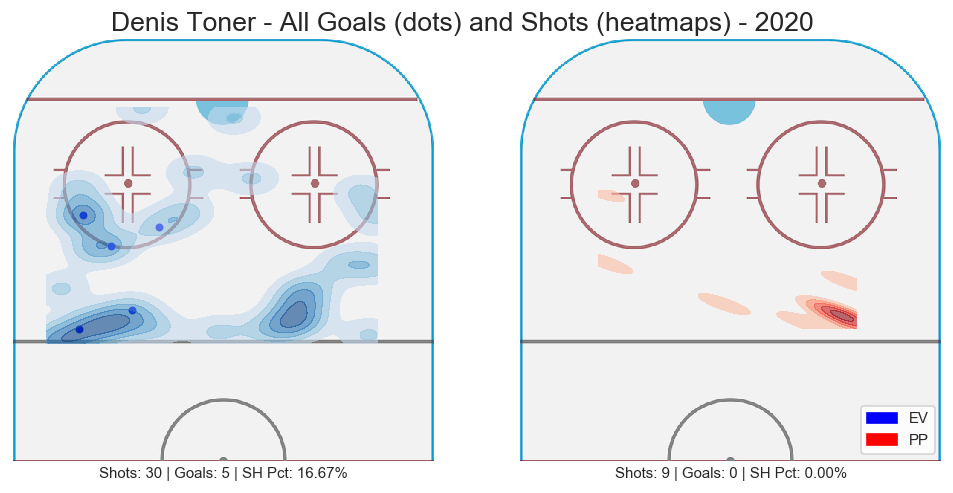 Denis Toner - All Goals (dots) and Shots (heatmaps) - 2020
EV
PP
Shots: 30 | Goals: 5 | SH Pct: 16.67%
Shots: 9 | Goals: 0 | SH Pct: 0.00%